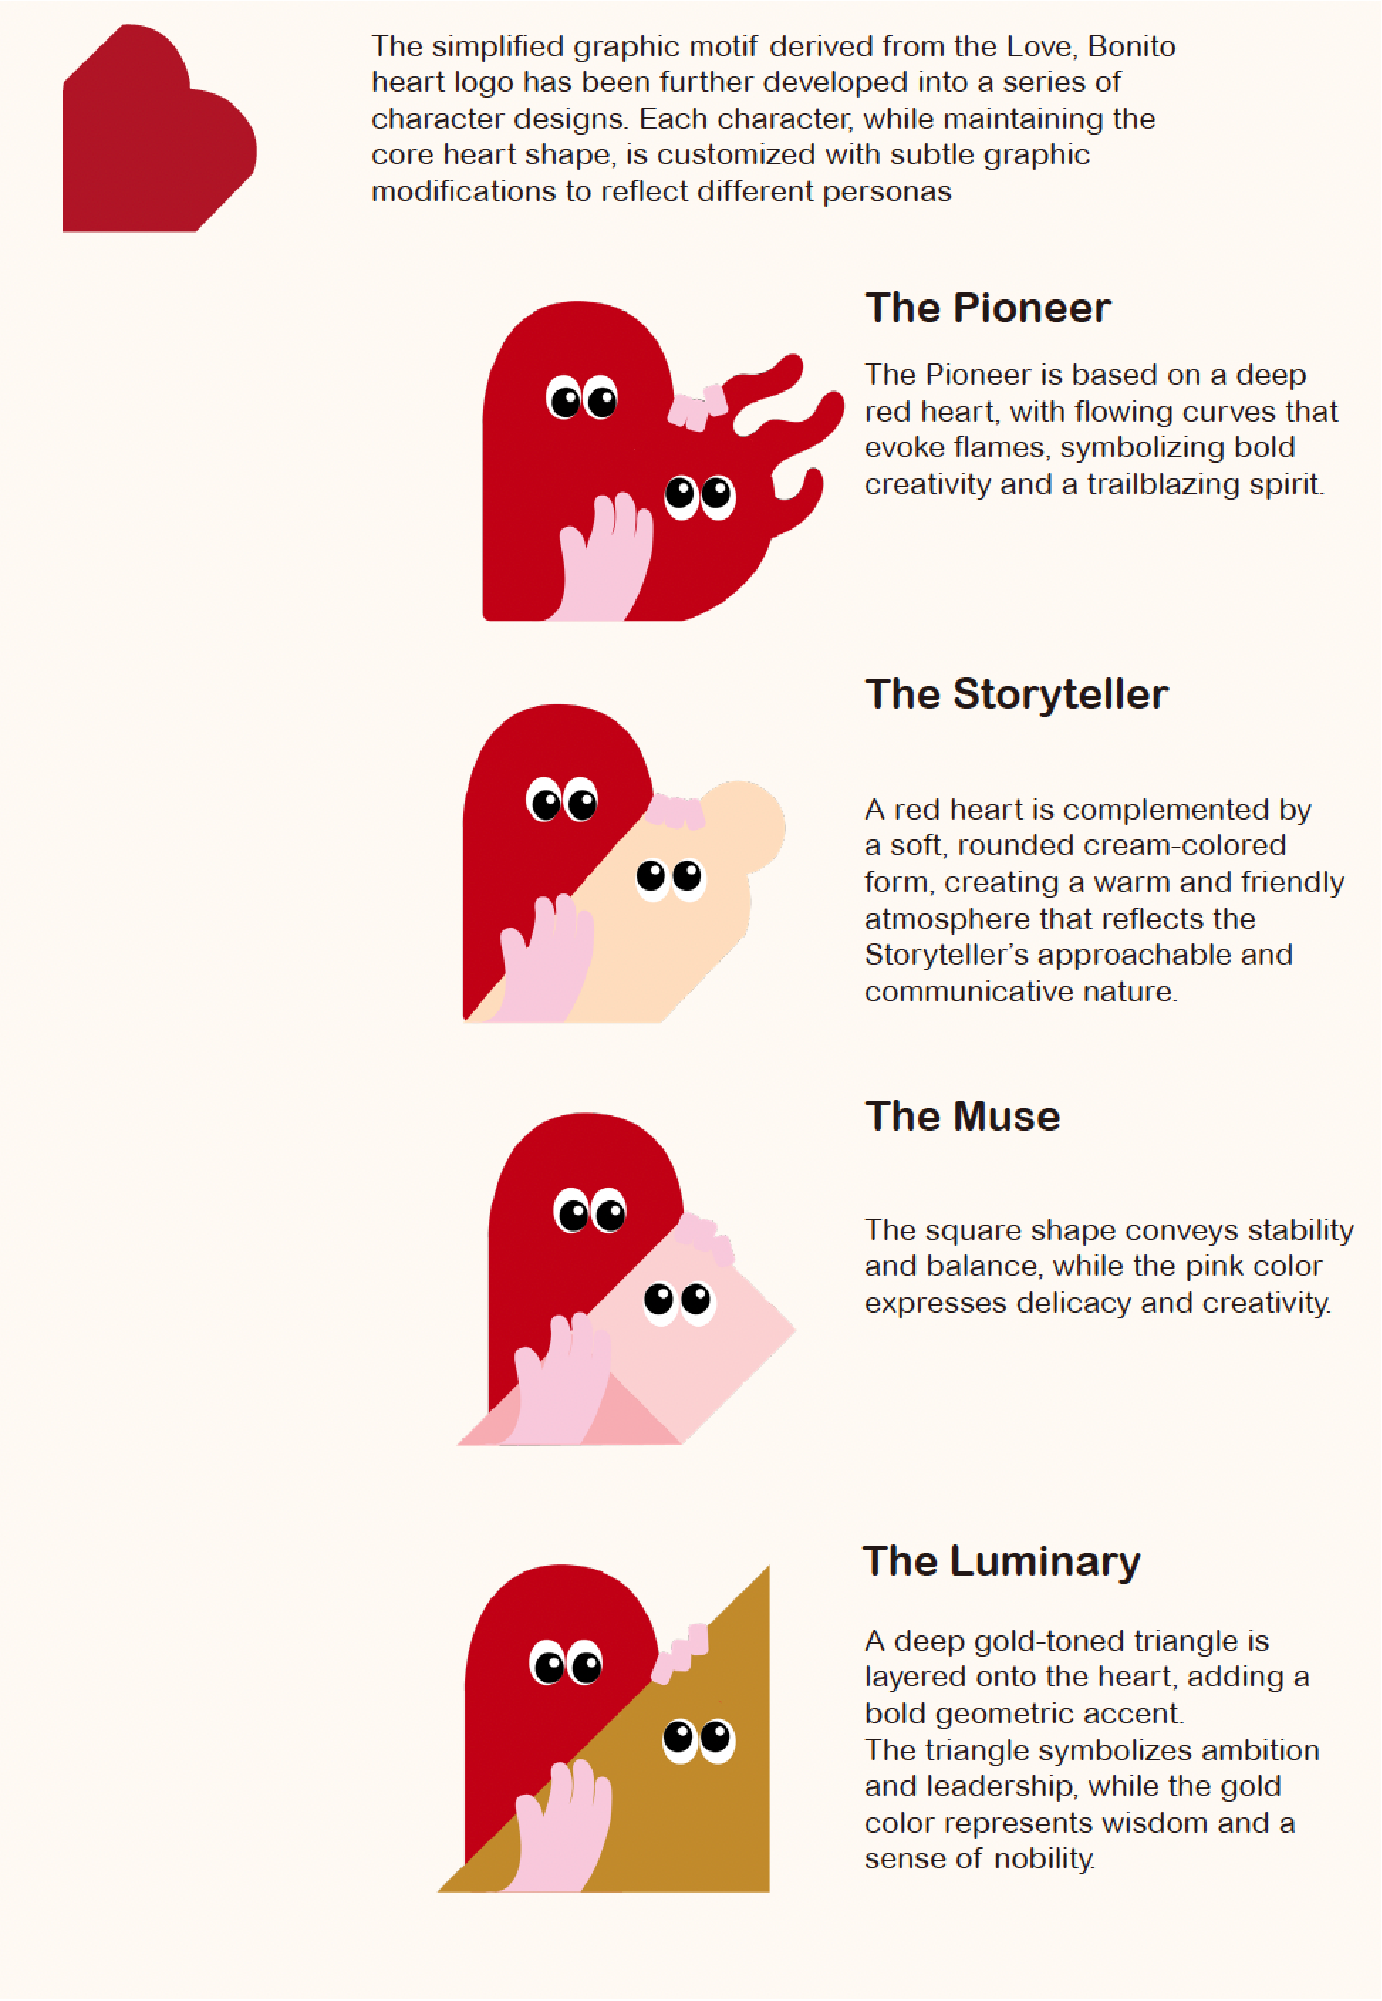 The simplified graphic motif derived from the Love, Bonito
heart logo has been further developed into a series of
character designs. Each character, while maintaining the
core heart shape, is customized with subtle graphic
modifications to reflect different personas
The Pioneer
The Pioneer is based on a deep
red heart, with flowing curves that
evoke flames, symbolizing bold
creativity and a trailblazing spirit.
The Storyteller
A red heart is complemented by
a soft, rounded cream-colored
form, creating a warm and friendly
atmosphere that reflects the
Storyteller’s approachable and
communicative nature.
The Muse
The square shape conveys stability
and balance, while the pink color
expresses delicacy and creativity.
The Luminary
A deep gold-toned triangle is
layered onto the heart, adding a
bold geometric accent.
The triangle symbolizes ambition
and leadership, while the gold
color represents wisdom and a
sense of nobility.